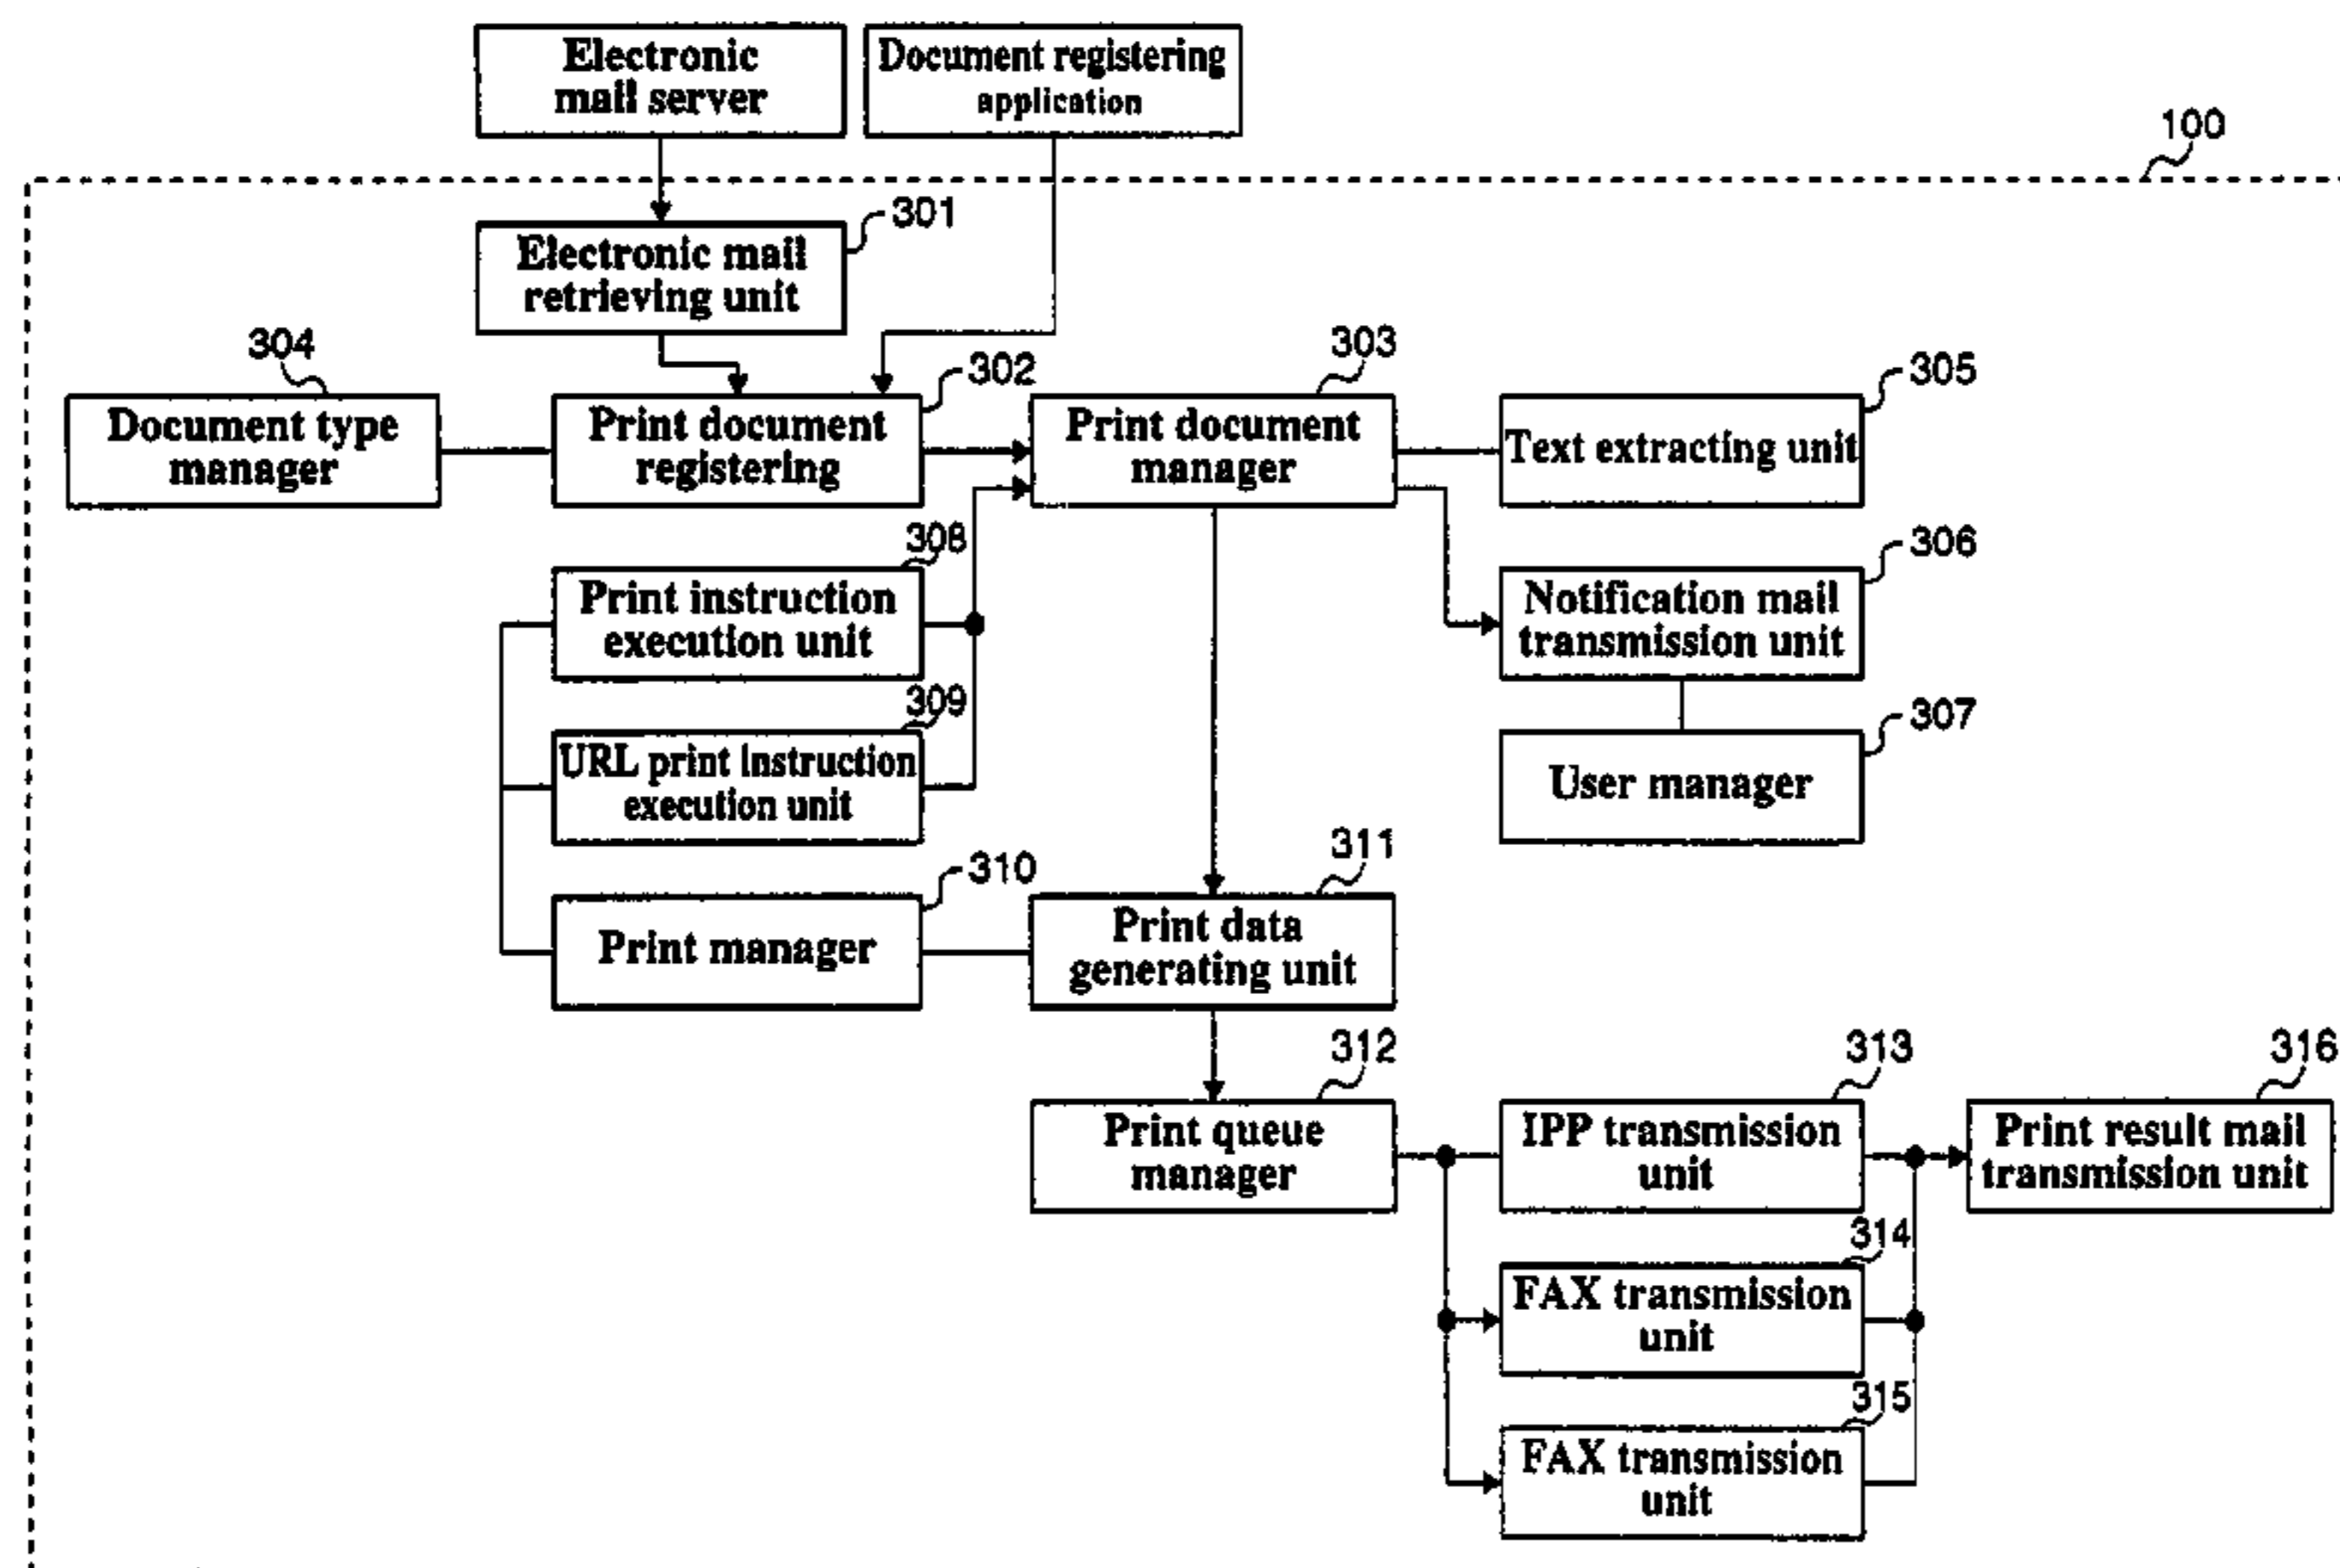 Electronic
mail server
Document registering
application
100
301
Electronic mail
retrieving unit
304
302
303
305
Document type
manager
Print document
registering
Print document
manager
Text extracting unit
308
306
Print instruction
execution unit
Notification mail
transmission unit
309
307
URL print instruction
execution unit
User manager
310
311
Print manager
Print data
generating unit
312
313
316
Print queue
manager
IPP transmission
unit
Print result mail
transmission unit
314
FAX transmission
unit
315
FAX transmission
unit